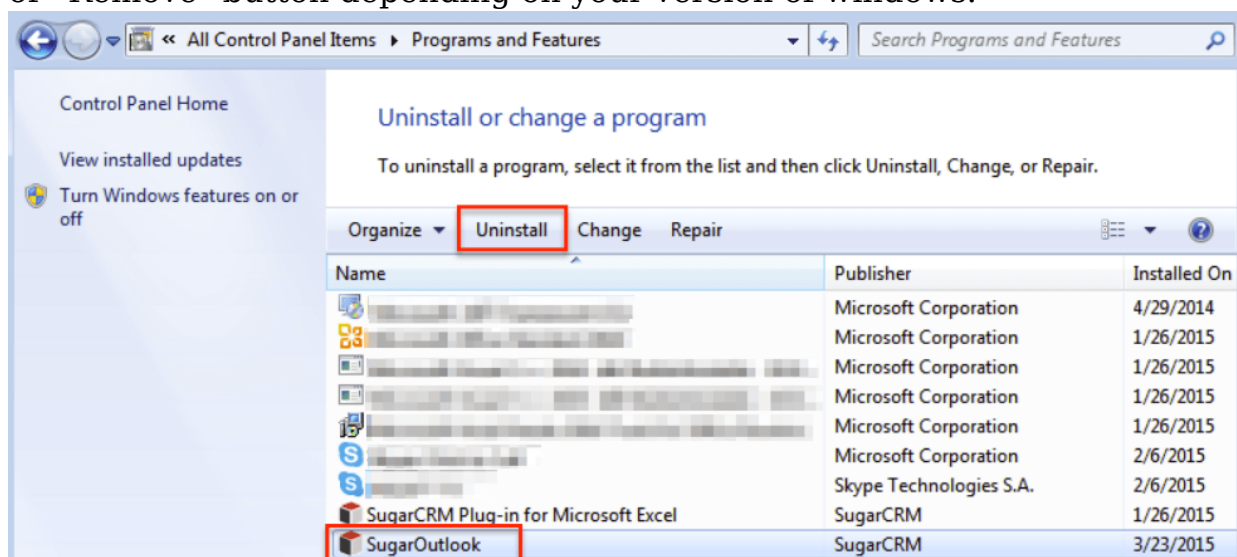 or "Remove" button depending on your version of windows.
« All Control Panel Items ▸ Programs and Features
Search Programs and Features
Control Panel Home
View installed updates
Turn Windows features on or
off
Uninstall or change a program
To uninstall a program, select it from the list and then click Uninstall, Change, or Repair.
Organize Uninstall Change Repair
Name Publisher Installed On
Microsoft Corporation 4/29/2014
Microsoft Corporation 1/26/2015
Microsoft Corporation 1/26/2015
Microsoft Corporation 1/26/2015
Microsoft Corporation 1/26/2015
Microsoft Corporation 2/6/2015
Skype Technologies S.A. 2/6/2015
SugarCRM Plug-in for Microsoft Excel SugarCRM 1/26/2015
SugarOutlook SugarCRM 3/23/2015